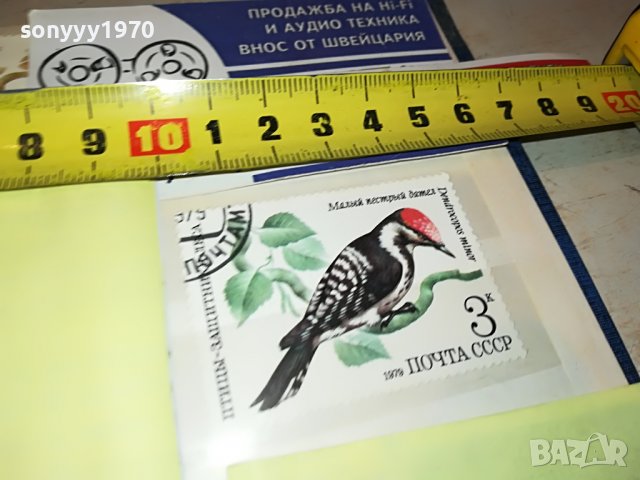 sonyyy1970
ПРОДАЖБА НА Hi-Fi
И АУДИО ТЕХНИКА
ВНОС ОТ ШВЕЙЦАРИЯ
8 9 10 1 2 3 4 5 6 7 8 9 20
Малый пестрый дятел
Dendrocopos minor
ПТИЦЫ-ЗАЩИТНИКИ
ПОЧТАМТ
3к
1979 ПОЧТА СССР
BAZAR